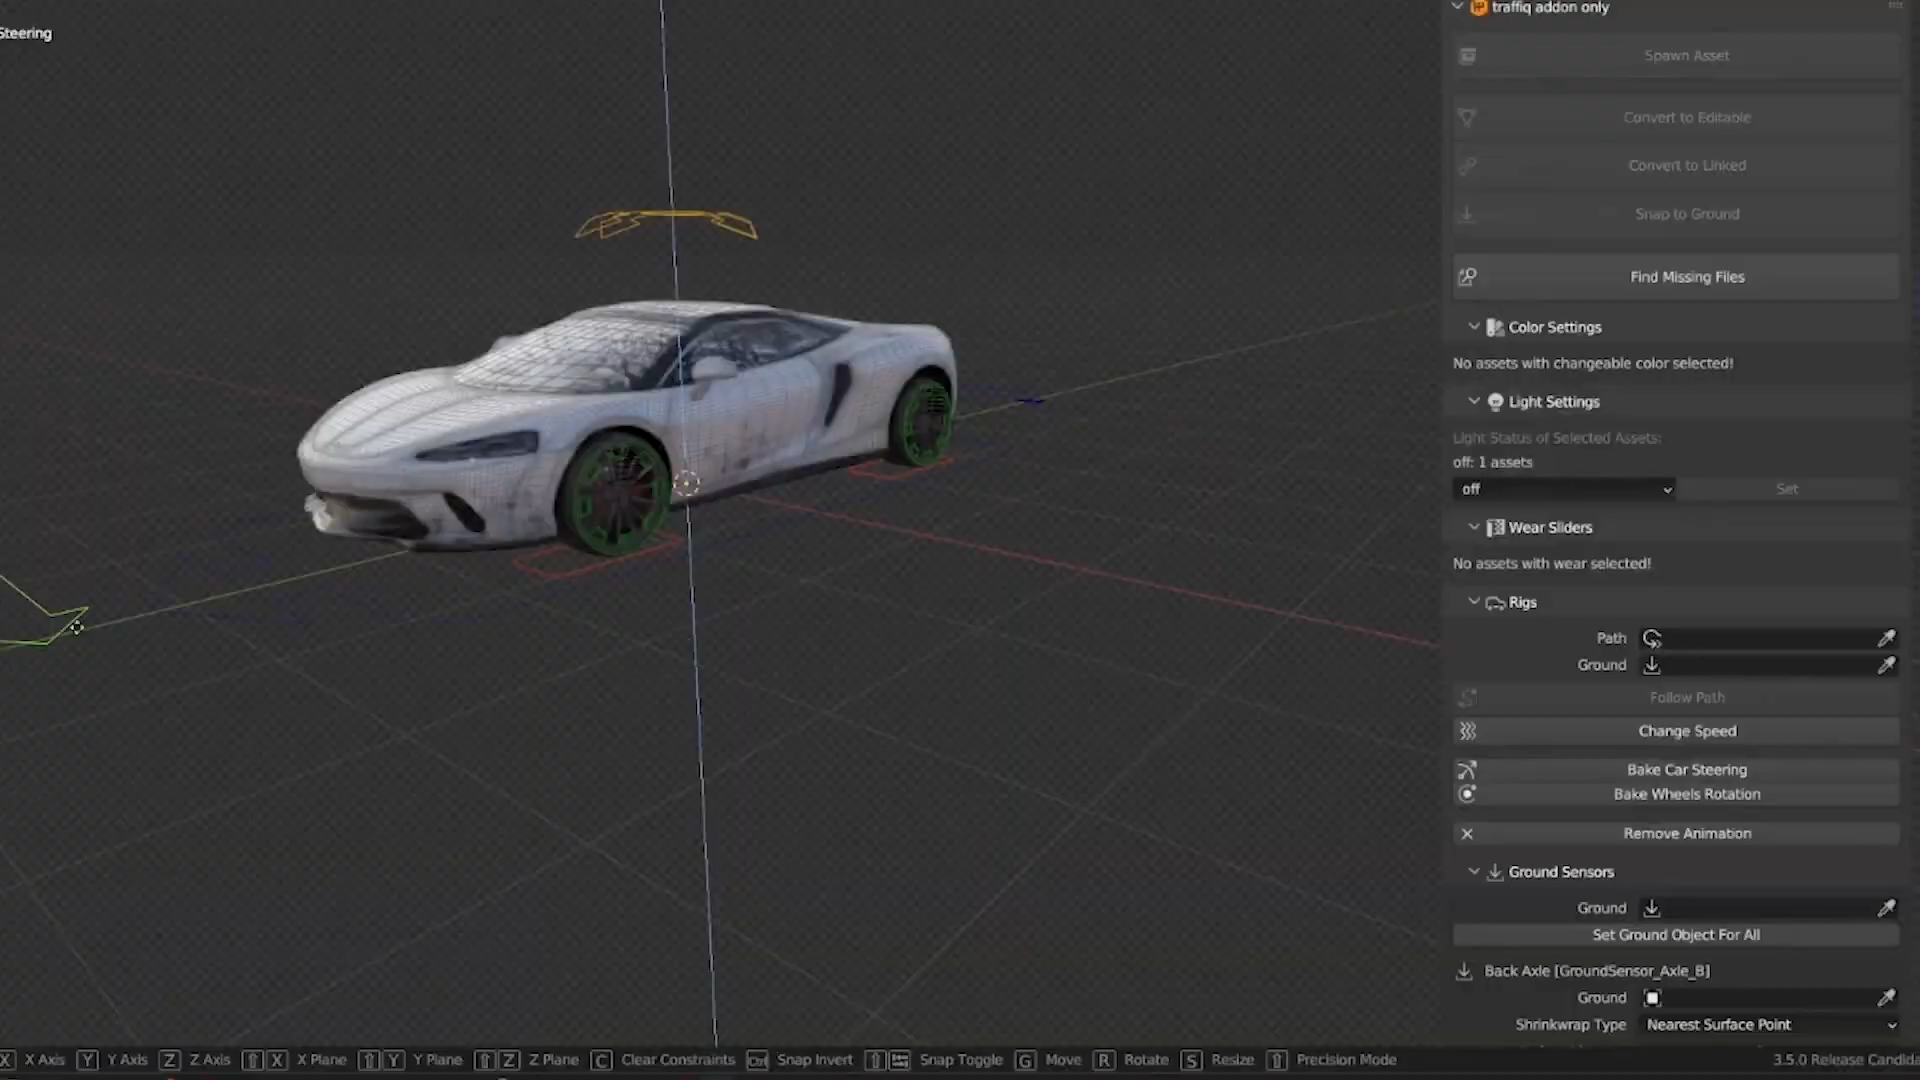 Steering
traffiq addon only
Spawn Asset
Convert to Editable
Convert to Linked
Snap to Ground
Find Missing Files
Color Settings
No assets with changeable color selected!
Light Settings
Light Status of Selected Assets:
off: 1 assets
off Set
Wear Sliders
No assets with wear selected!
Rigs
Path
Ground
Follow Path
Change Speed
Bake Car Steering
Bake Wheels Rotation
Remove Animation
Ground Sensors
Ground
Set Ground Object For All
Back Axle [GroundSensor_Axle_B]
Ground
Shrinkwrap Type Nearest Surface Point
X X Axis Y Y Axis Z Z Axis X X Plane Y Y Plane Z Z Plane C Clear Constraints Ctrl Snap Invert Snap Toggle G Move R Rotate S Resize Precision Mode 3.5.0 Release Candida